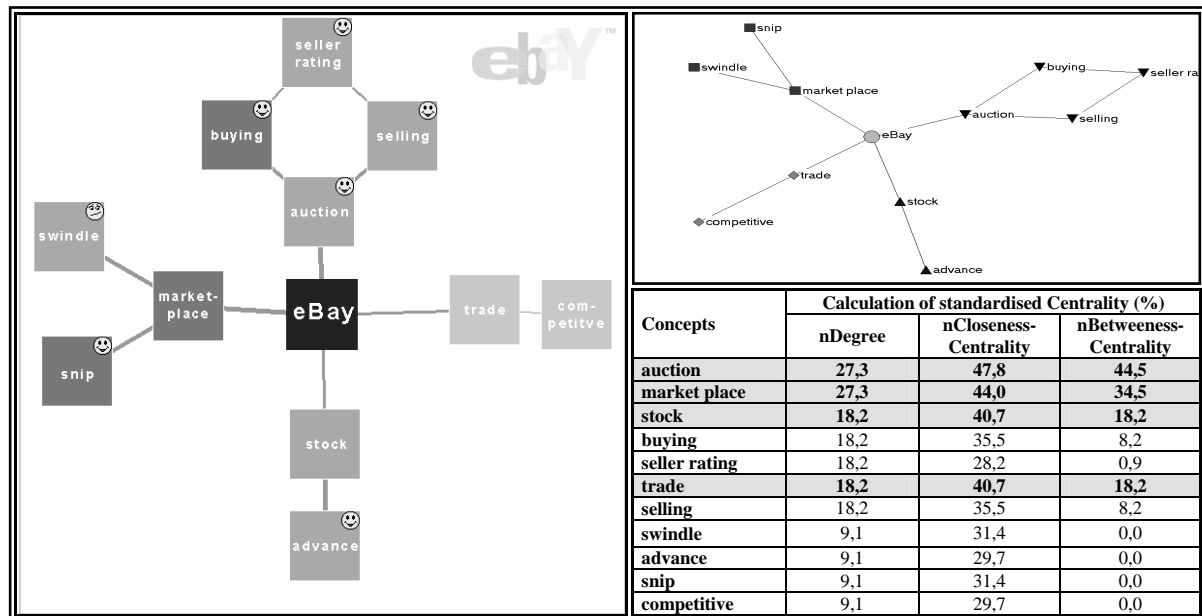 ebaY™
seller
rating
buying
selling
auction
swindle
market-
place
eBay
trade
com-
petitve
snip
stock
advance
snip
swindle
market place
buying
seller ra
auction
selling
eBay
trade
stock
competitive
advance
Concepts
Calculation of standardised Centrality (%)
nDegree
nCloseness-
Centrality
nBetweeness-
Centrality
auction 27,3 47,8 44,5
market place 27,3 44,0 34,5
stock 18,2 40,7 18,2
buying 18,2 35,5 8,2
seller rating 18,2 28,2 0,9
trade 18,2 40,7 18,2
selling 18,2 35,5 8,2
swindle 9,1 31,4 0,0
advance 9,1 29,7 0,0
snip 9,1 31,4 0,0
competitive 9,1 29,7 0,0